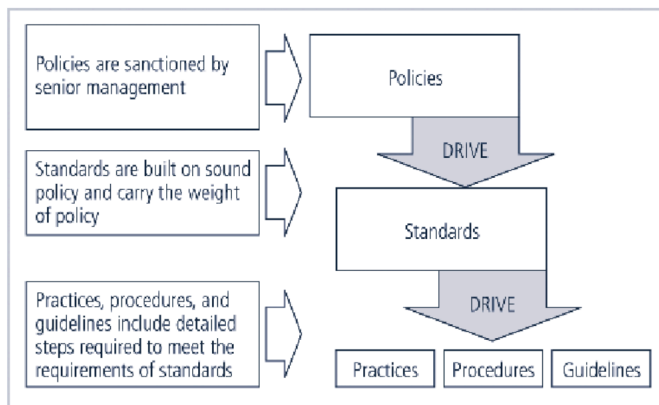 Policies are sanctioned by
senior management
Policies
DRIVE
Standards are built on sound
policy and carry the weight
of policy
Standards
DRIVE
Practices, procedures, and
guidelines include detailed
steps required to meet the
requirements of standards
Practices
Procedures
Guidelines